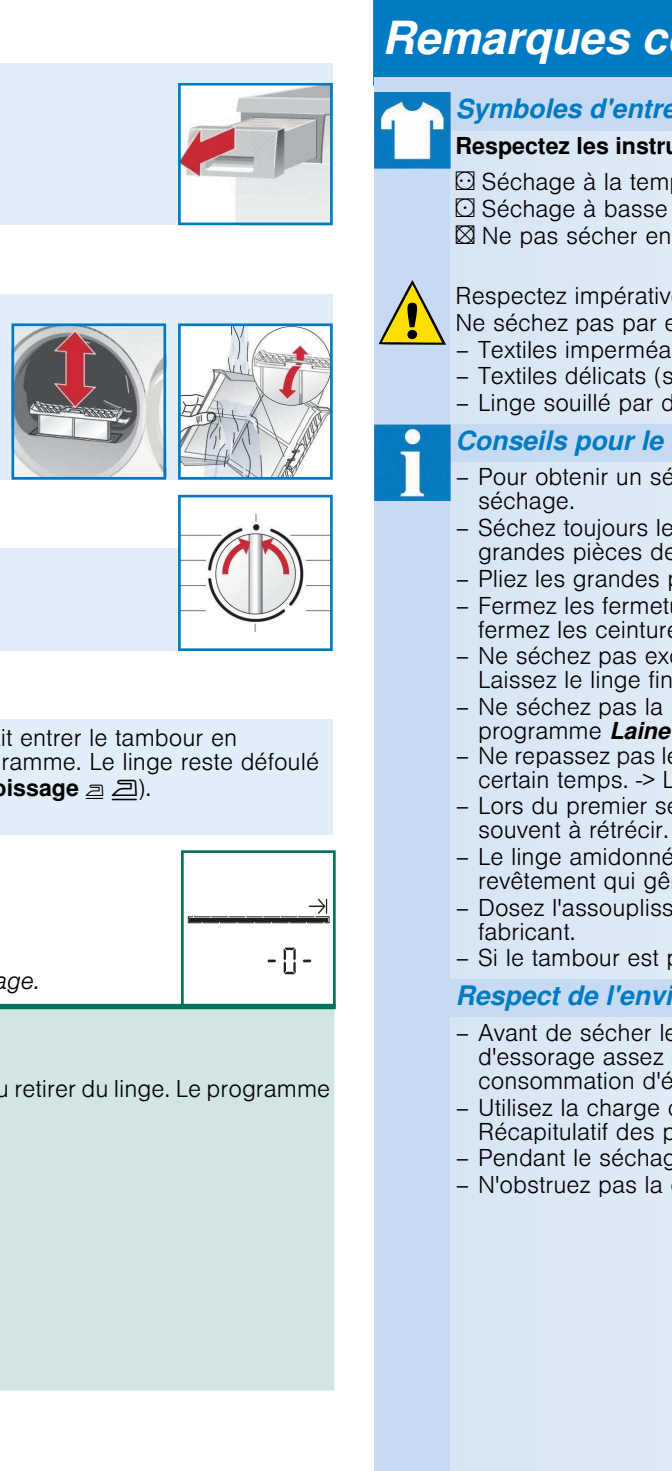 it entrer le tambour en
ramme. Le linge reste défoulé
oissage).
-0-
age.
u retirer du linge. Le programme
Remarques c
Symboles d'entre
Respectez les instru
Séchage à la temp
Séchage à basse
Ne pas sécher en
Respectez impérative
Ne séchez pas par e
– Textiles imperméa
– Textiles délicats (s
– Linge souillé par d
Conseils pour le
– Pour obtenir un sé
séchage.
– Séchez toujours le
grandes pièces de
– Pliez les grandes p
– Fermez les fermetu
fermez les ceinture
– Ne séchez pas exc
Laissez le linge fin
– Ne séchez pas la
programme Laine
– Ne repassez pas le
certain temps. -> L
– Lors du premier sé
souvent à rétrécir.
– Le linge amidonné
revêtement qui gê
– Dosez l'assoupliss
fabricant.
– Si le tambour est p
Respect de l'envi
– Avant de sécher le
d'essorage assez
consommation d'é
– Utilisez la charge
Récapitulatif des p
– Pendant le séchag
– N'obstruez pas la